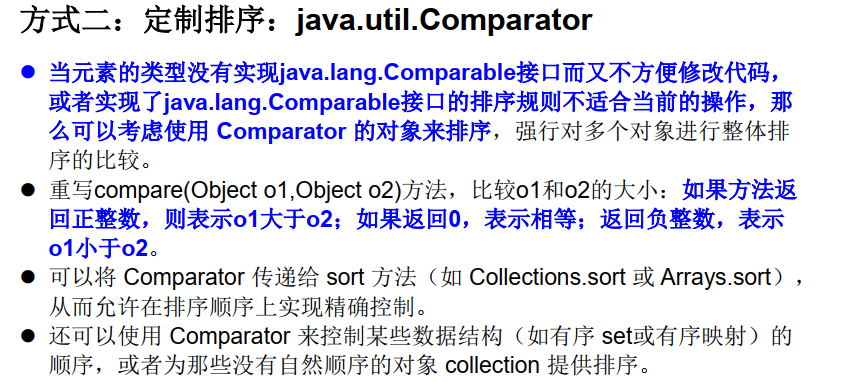 方式二：定制排序：java.util.Comparator
● 当元素的类型没有实现java.lang.Comparable接口而又不方便修改代码，
或者实现了java.lang.Comparable接口的排序规则不适合当前的操作，那
么可以考虑使用 Comparator 的对象来排序，强行对多个对象进行整体排
序的比较。
● 重写compare(Object o1,Object o2)方法，比较o1和o2的大小：如果方法返
回正整数，则表示o1大于o2；如果返回0，表示相等；返回负整数，表示
o1小于o2。
● 可以将 Comparator 传递给 sort 方法（如 Collections.sort 或 Arrays.sort），
从而允许在排序顺序上实现精确控制。
● 还可以使用 Comparator 来控制某些数据结构（如有序 set或有序映射）的
顺序，或者为那些没有自然顺序的对象 collection 提供排序。